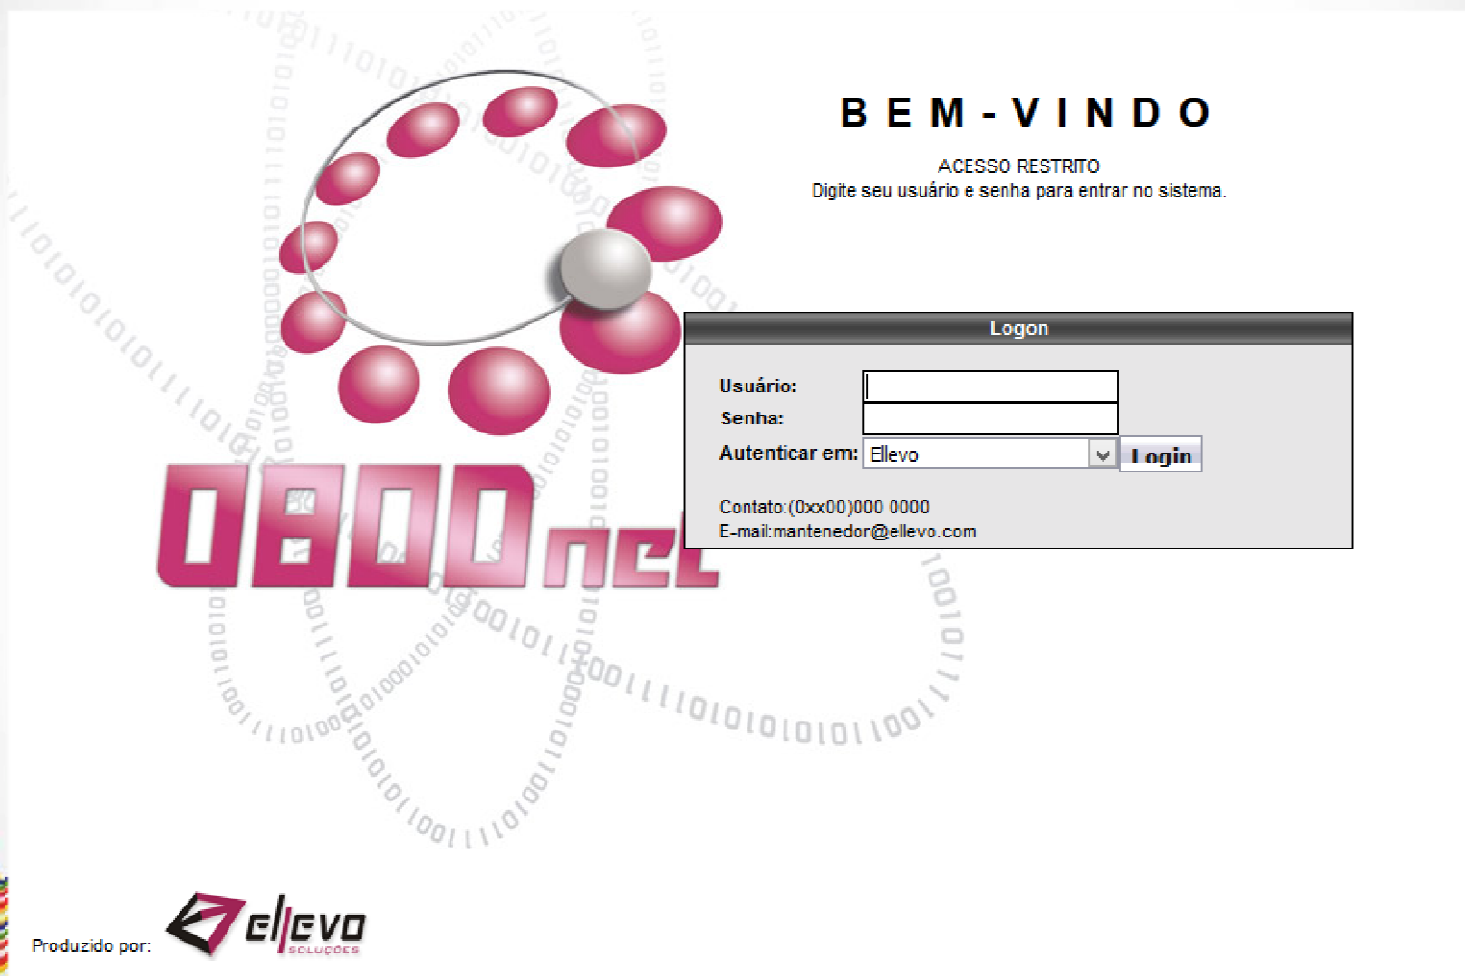 BEM-VINDO
ACESSO RESTRITO
Digite seu usuário e senha para entrar no sistema.
Logon
Usuário:
Senha:
Autenticar em: Ellevo Login
Contato:(0xx00)000 0000
E-mail:mantenedor@ellevo.com
0800net
Produzido por: ellevo
SOLUÇÕES